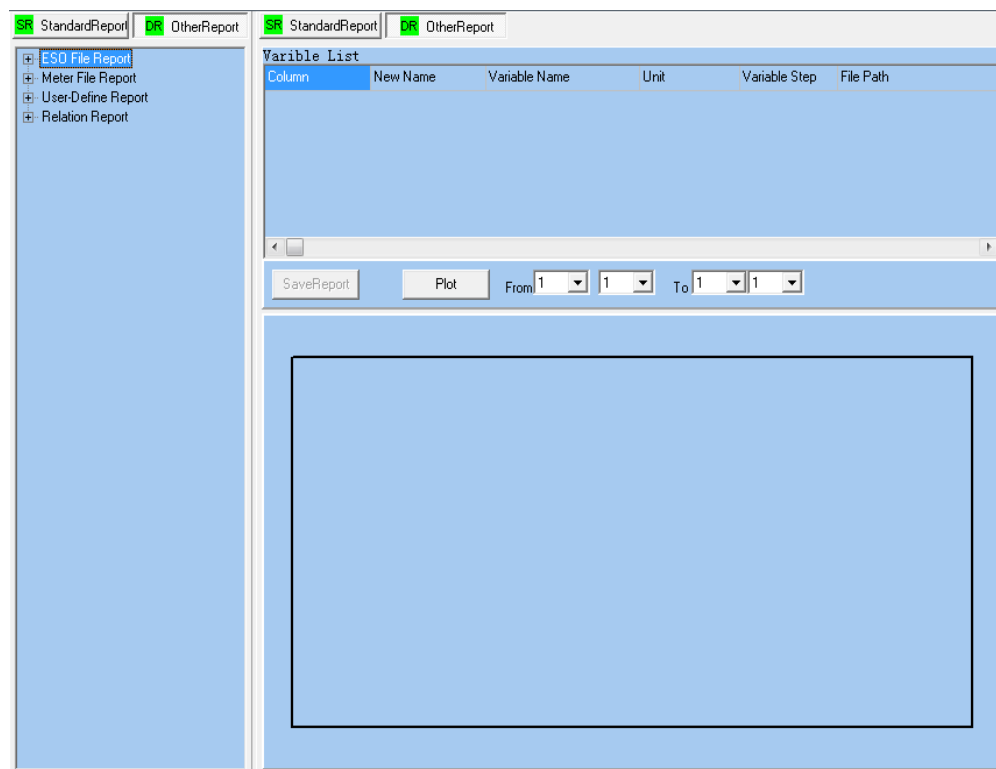 SR StandardReport DR OtherReport SR StandardReport DR OtherReport
ESO File Report
Meter File Report
User-Define Report
Relation Report
Varible List
Column New Name Variable Name Unit Variable Step File Path
SaveReport Plot From 1 1 To 1 1